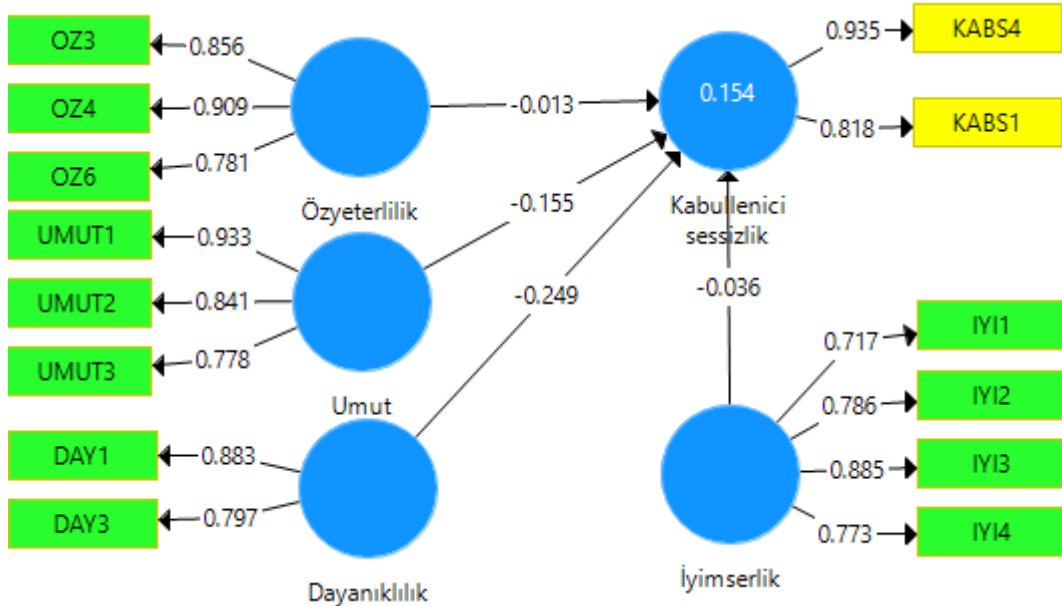 OZ3
0.856
OZ4
0.909
OZ6
0.781
Özyeterlilik
-0.013
UMUT1
0.933
UMUT2
0.841
UMUT3
0.778
Umut
-0.155
DAY1
0.883
DAY3
0.797
Dayanıklılık
-0.249
0.154
Kabullenici
sessizlik
0.935
KABS4
0.818
KABS1
-0.036
IYI1
0.717
IYI2
0.786
IYI3
0.885
IYI4
0.773
İyimserlik